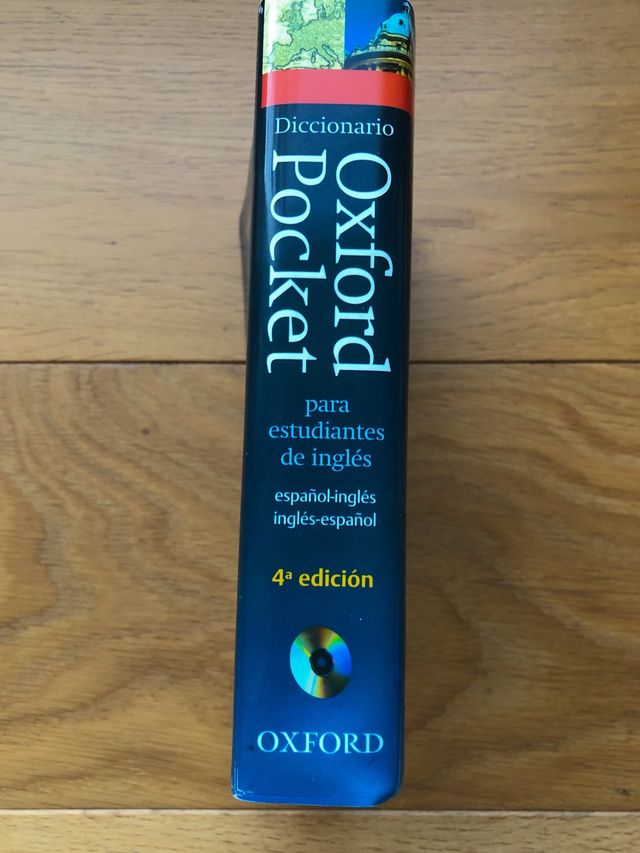 Diccionario
Oxford
Pocket
para
estudiantes
de inglés
español-inglés
inglés-español
4ª edición
OXFORD